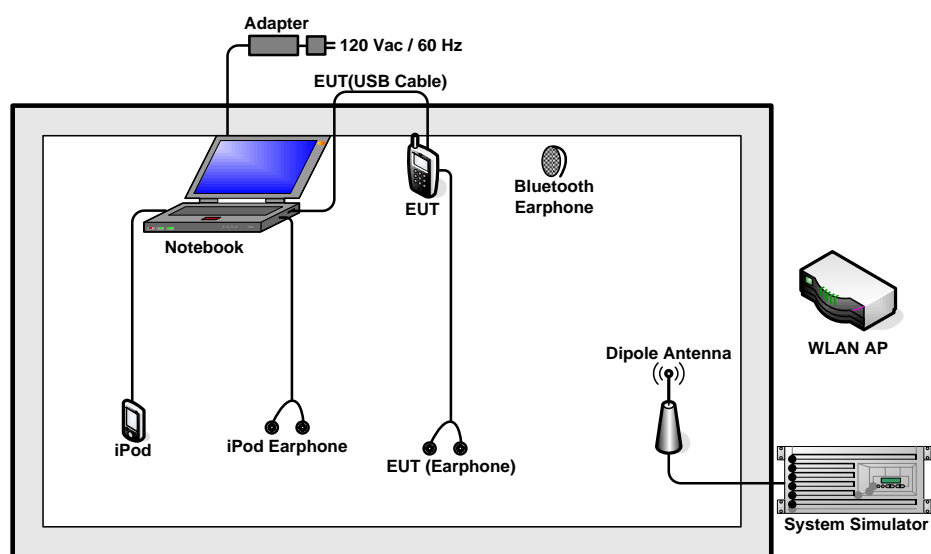 Adapter
120 Vac / 60 Hz
EUT(USB Cable)
Notebook
EUT
Bluetooth
Earphone
WLAN AP
Dipole Antenna
iPod
iPod Earphone
EUT (Earphone)
System Simulator